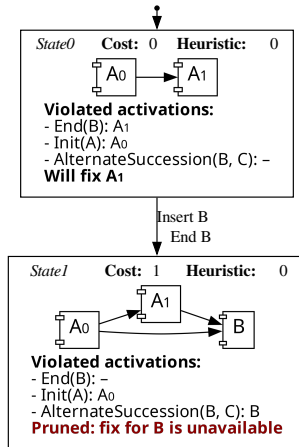 State0 Cost: 0 Heuristic: 0
A₀ A₁
Violated activations:
- End(B): A₁
- Init(A): A₀
- AlternateSuccession(B, C): –
Will fix A₁
Insert B
End B
State1 Cost: 1 Heuristic: 0
A₀ A₁ B
Violated activations:
- End(B): –
- Init(A): A₀
- AlternateSuccession(B, C): B
Pruned: fix for B is unavailable